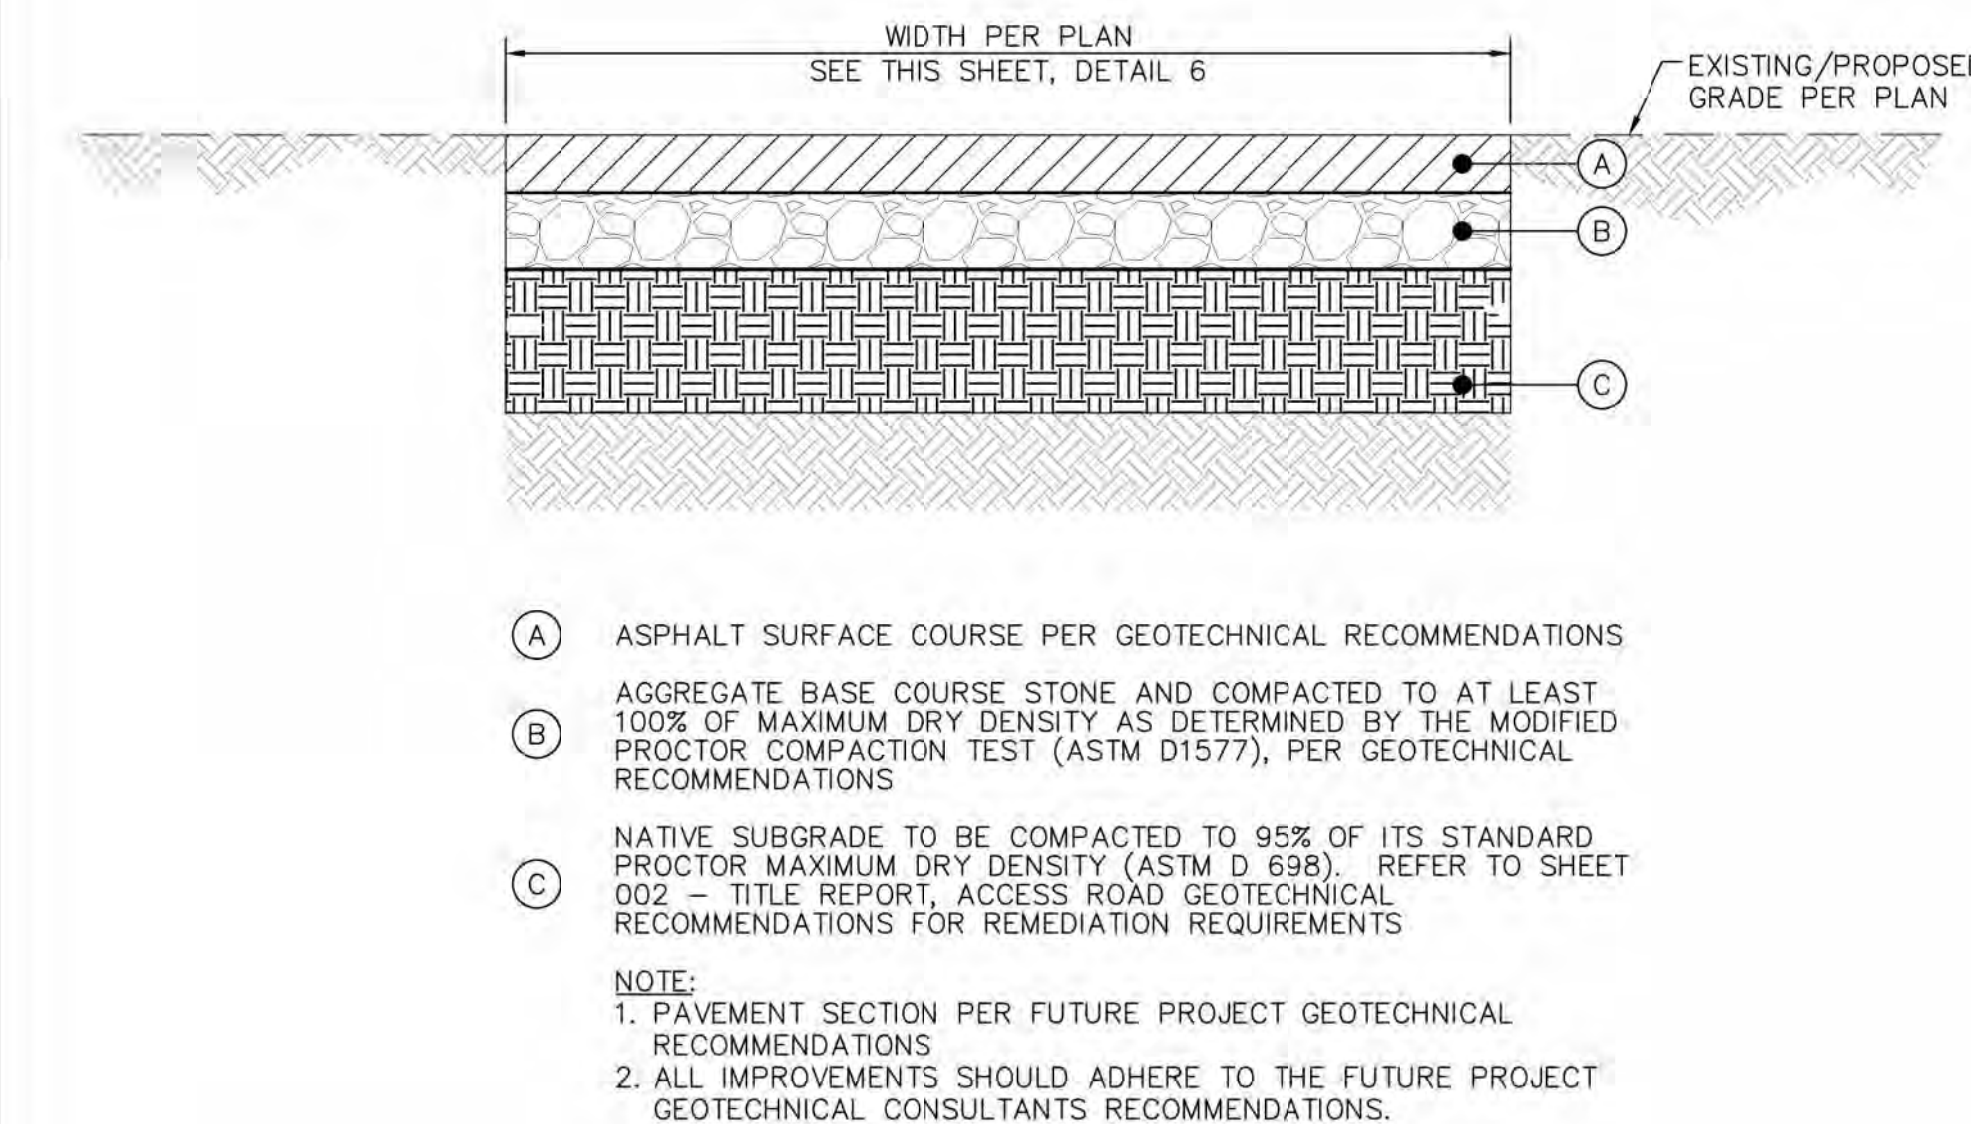 WIDTH PER PLAN
SEE THIS SHEET, DETAIL 6
EXISTING/PROPOSED
GRADE PER PLAN
A
B
C
A ASPHALT SURFACE COURSE PER GEOTECHNICAL RECOMMENDATIONS
AGGREGATE BASE COURSE STONE AND COMPACTED TO AT LEAST
100% OF MAXIMUM DRY DENSITY AS DETERMINED BY THE MODIFIED
B
PROCTOR COMPACTION TEST (ASTM D1577), PER GEOTECHNICAL
RECOMMENDATIONS
NATIVE SUBGRADE TO BE COMPACTED TO 95% OF ITS STANDARD
PROCTOR MAXIMUM DRY DENSITY (ASTM D 698). REFER TO SHEET
C
002 – TITLE REPORT, ACCESS ROAD GEOTECHNICAL
RECOMMENDATIONS FOR REMEDIATION REQUIREMENTS
NOTE:
1. PAVEMENT SECTION PER FUTURE PROJECT GEOTECHNICAL
RECOMMENDATIONS
2. ALL IMPROVEMENTS SHOULD ADHERE TO THE FUTURE PROJECT
GEOTECHNICAL CONSULTANTS RECOMMENDATIONS.